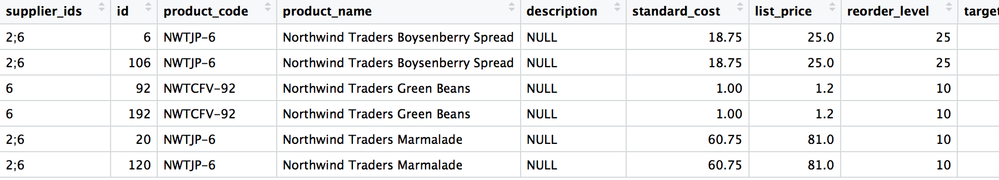 supplier_ids id product_code product_name description standard_cost list_price reorder_level target
2;6 6 NWTJP-6 Northwind Traders Boysenberry Spread NULL 18.75 25.0 25
2;6 106 NWTJP-6 Northwind Traders Boysenberry Spread NULL 18.75 25.0 25
6 92 NWTCFV-92 Northwind Traders Green Beans NULL 1.00 1.2 10
6 192 NWTCFV-92 Northwind Traders Green Beans NULL 1.00 1.2 10
2;6 20 NWTJP-6 Northwind Traders Marmalade NULL 60.75 81.0 10
2;6 120 NWTJP-6 Northwind Traders Marmalade NULL 60.75 81.0 10